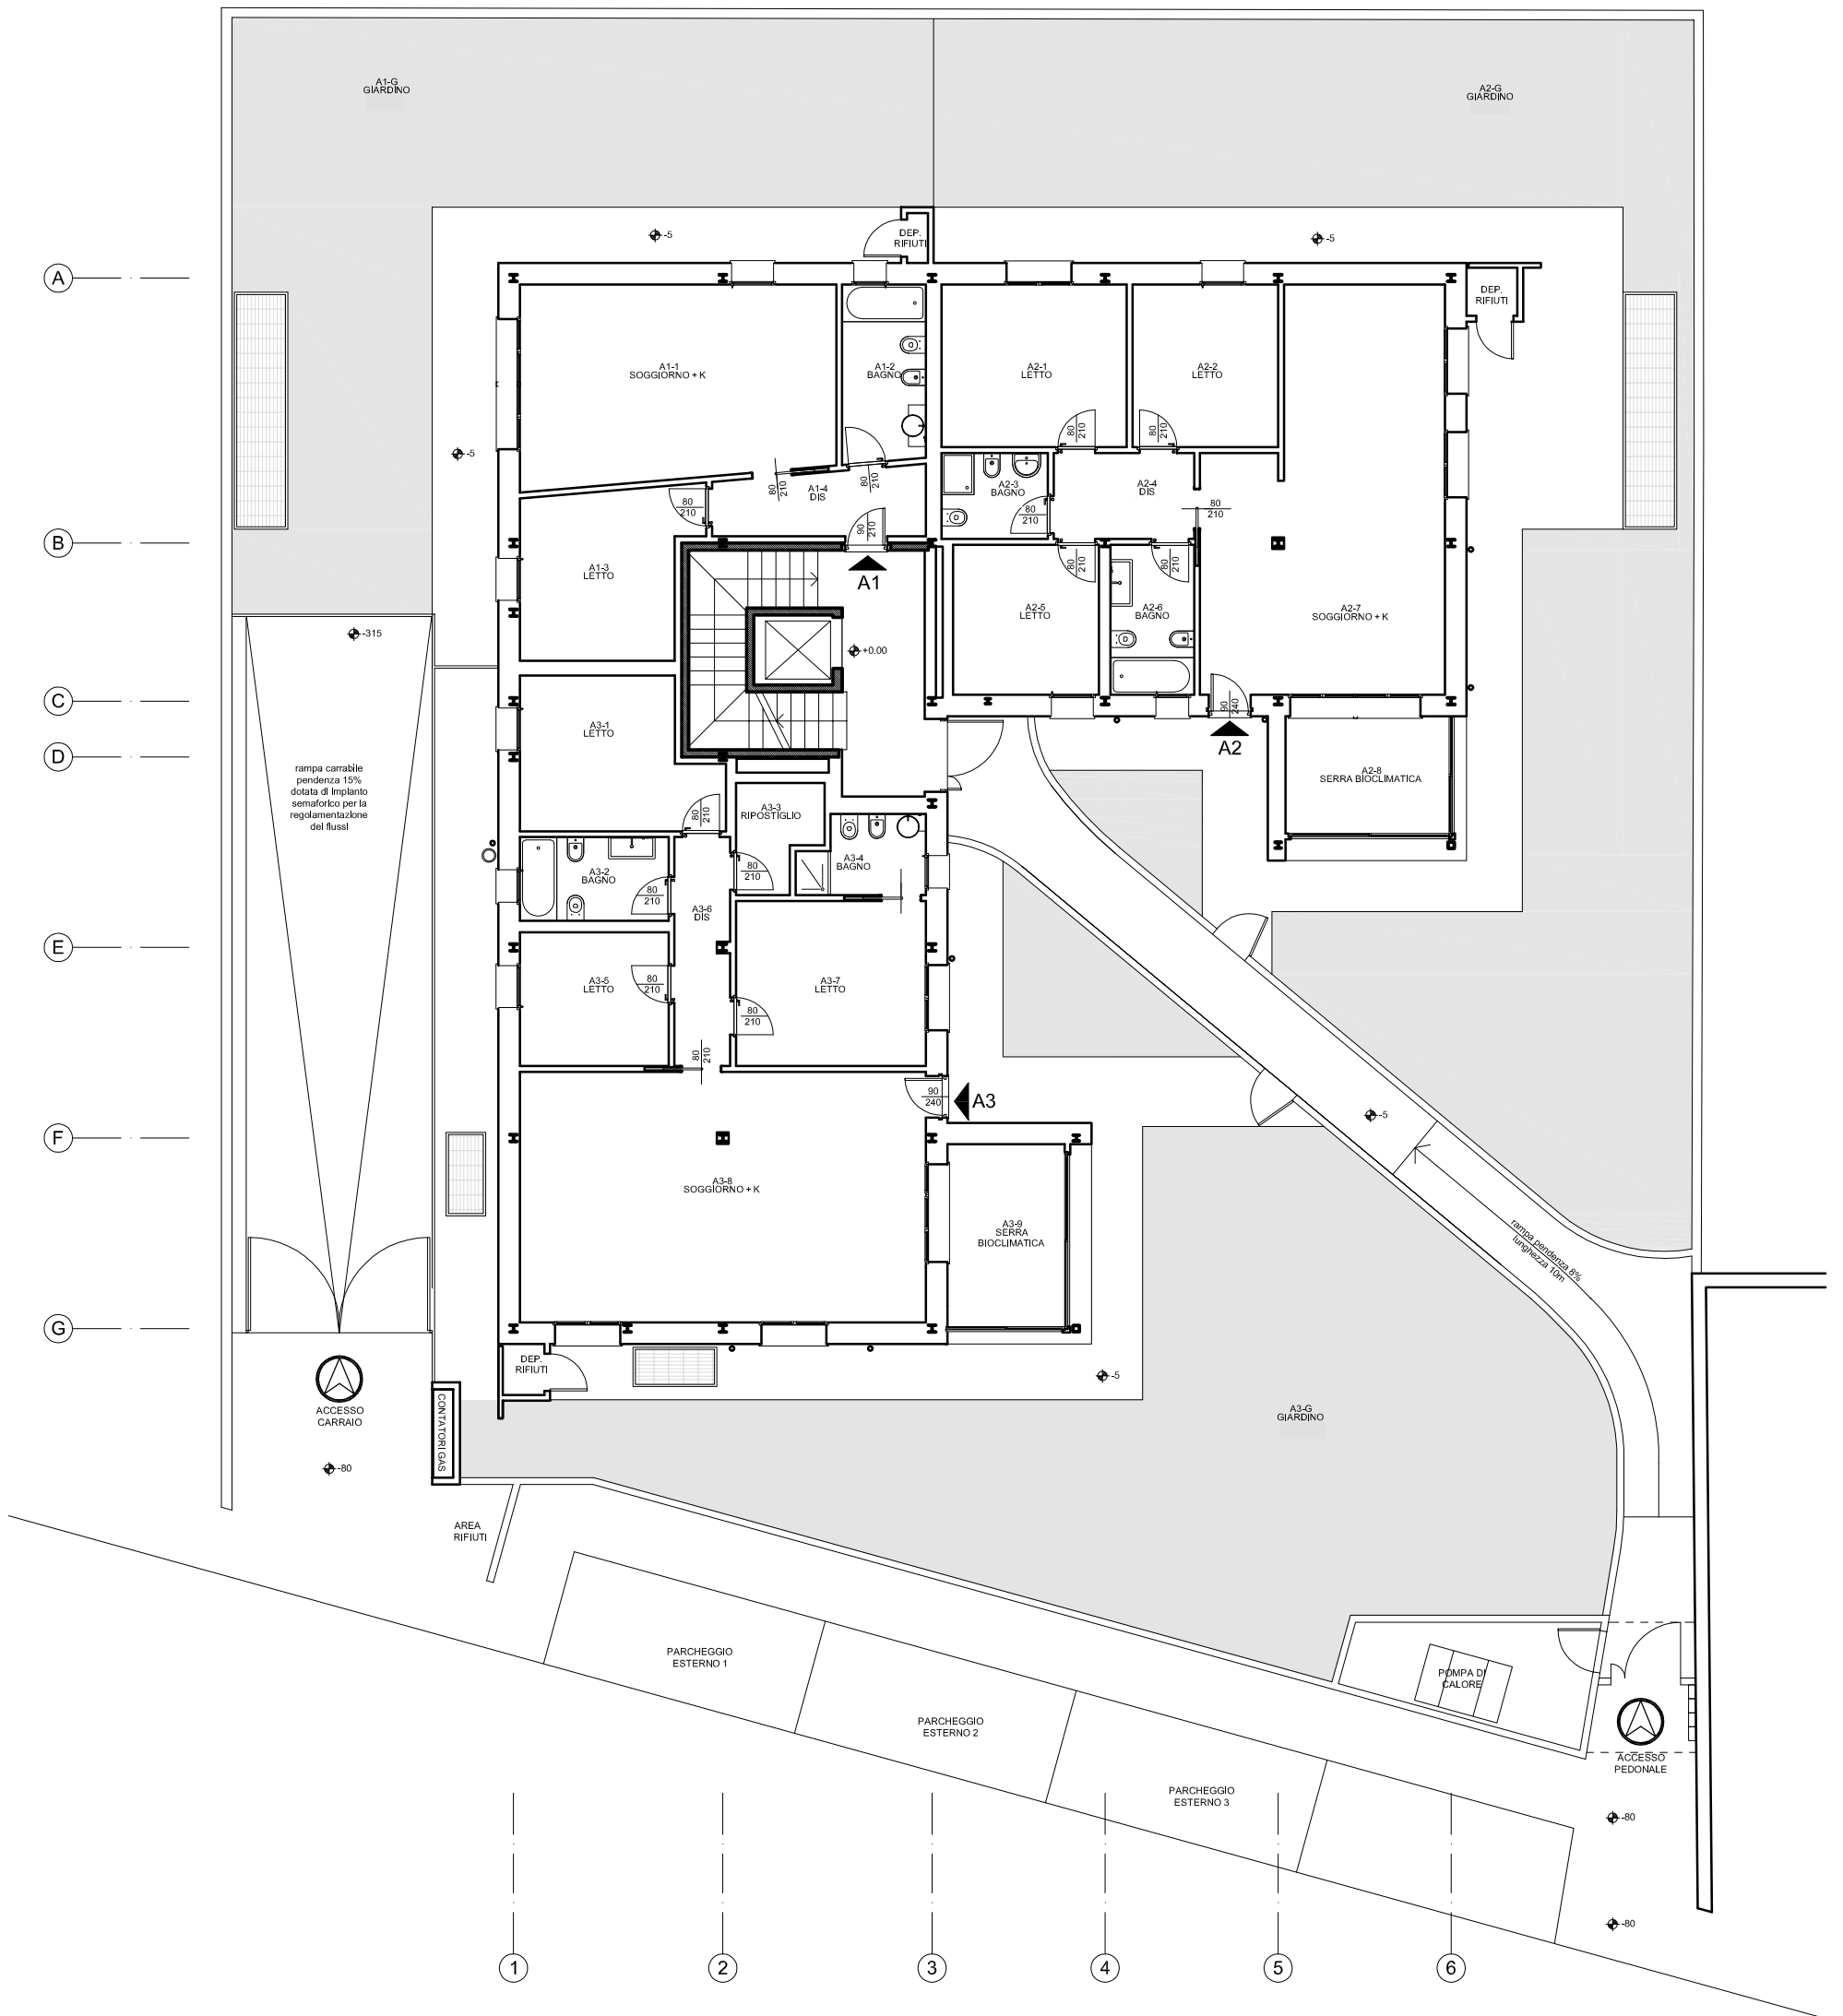 A1-G
GIARDINO
A2-G
GIARDINO
-5
DEP.
RIFIUTI
-5
A
DEP.
RIFIUTI
A1-1
SOGGIORNO + K
A1-2
BAGNO
A2-1
LETTO
A2-2
LETTO
80
210
80
210
-5
80
210
80
210
A1-4
DIS
80
210
A2-3
BAGNO
A2-4
DIS
80
210
80
210
90
210
B
A1
A1-3
LETTO
80
210
80
210
A2-5
LETTO
A2-6
BAGNO
A2-7
SOGGIORNO + K
-315
+0.00
C
A3-1
LETTO
90
240
A2
D
rampa carrabile
pendenza 15%
dotata di impianto
semaforico per la
regolamentazione
dei flussi
A2-8
SERRA BIOCLIMATICA
80
210
A3-3
RIPOSTIGLIO
A3-2
BAGNO
80
210
80
210
A3-4
BAGNO
A3-6
DIS
E
A3-5
LETTO
80
210
A3-7
LETTO
80
210
80
210
90
240
A3
-5
F
A3-8
SOGGIORNO + K
A3-9
SERRA
BIOCLIMATICA
rampa pendenza 8%
lunghezza 10m
G
DEP.
RIFIUTI
-5
ACCESSO
CARRAIO
CONTATORI GAS
A3-G
GIARDINO
-80
AREA
RIFIUTI
PARCHEGGIO
ESTERNO 1
POMPA DI
CALORE
PARCHEGGIO
ESTERNO 2
ACCESSO
PEDONALE
PARCHEGGIO
ESTERNO 3
-80
-80
1
2
3
4
5
6